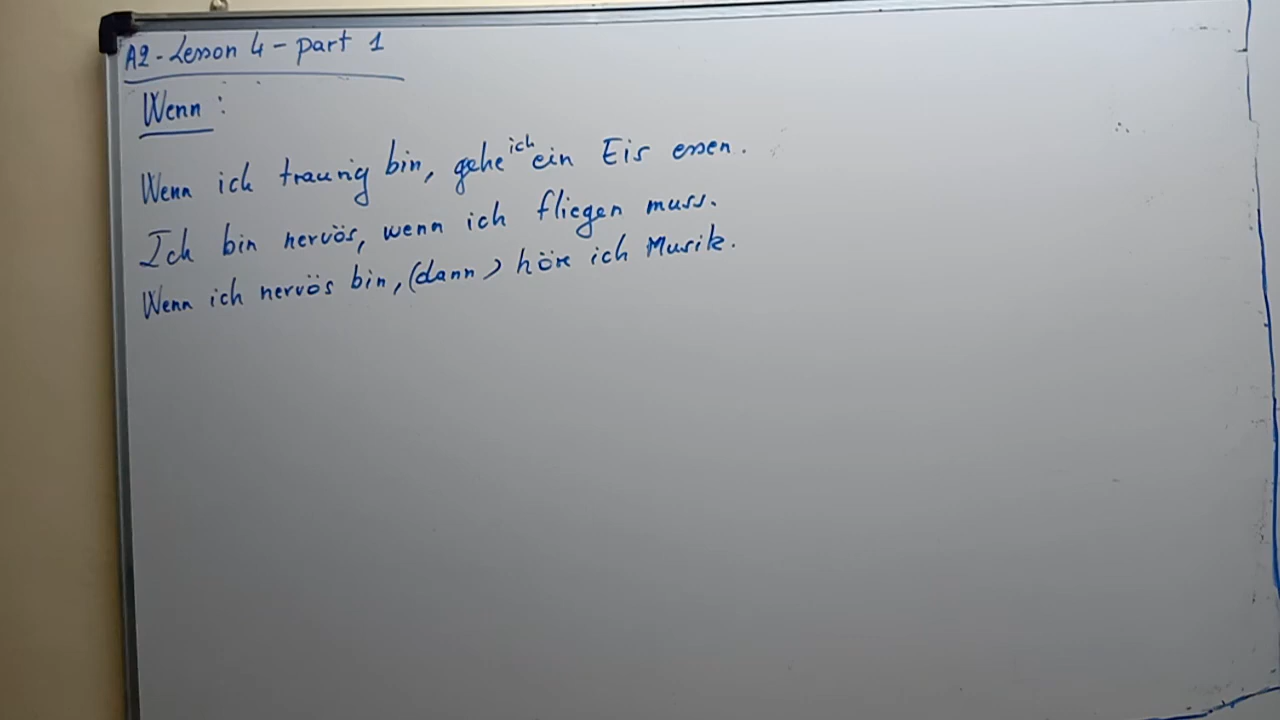 A2 - Lesson 4 - part 1
Wenn :
Wenn ich traurig bin, gehe ich ein Eis essen.
Ich bin nervös, wenn ich fliegen muss.
Wenn ich nervös bin, (dann) höre ich Musik.